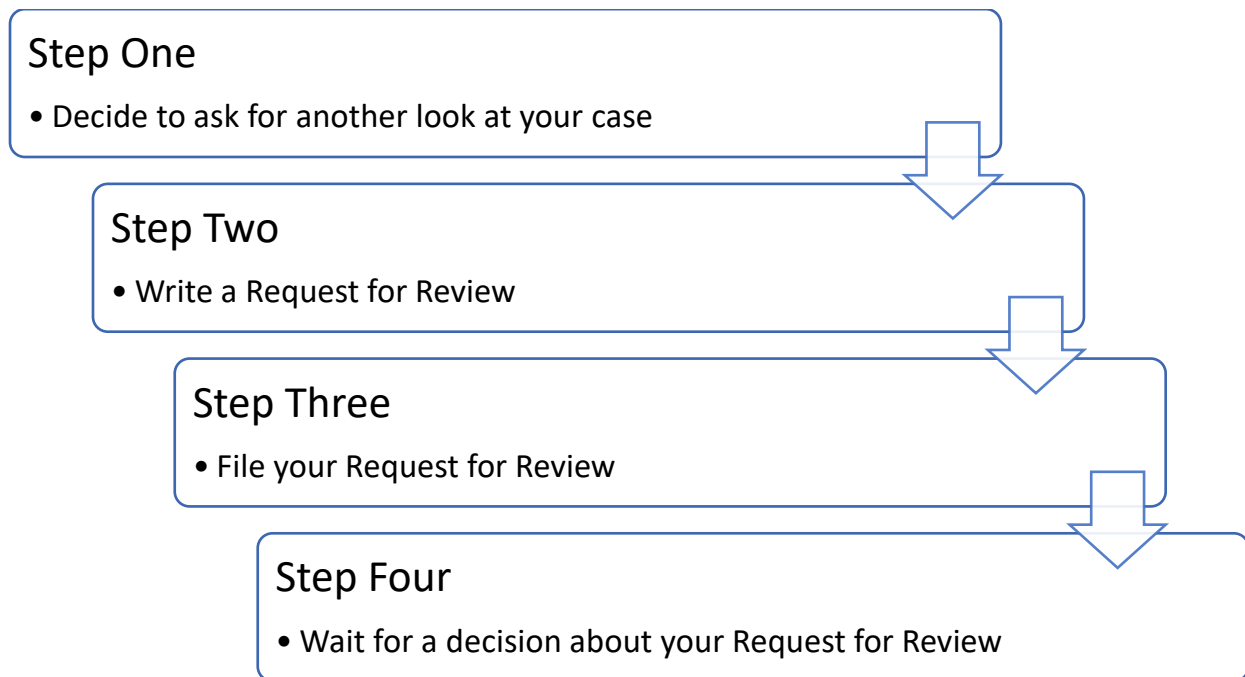 Step One
• Decide to ask for another look at your case
Step Two
• Write a Request for Review
Step Three
• File your Request for Review
Step Four
• Wait for a decision about your Request for Review